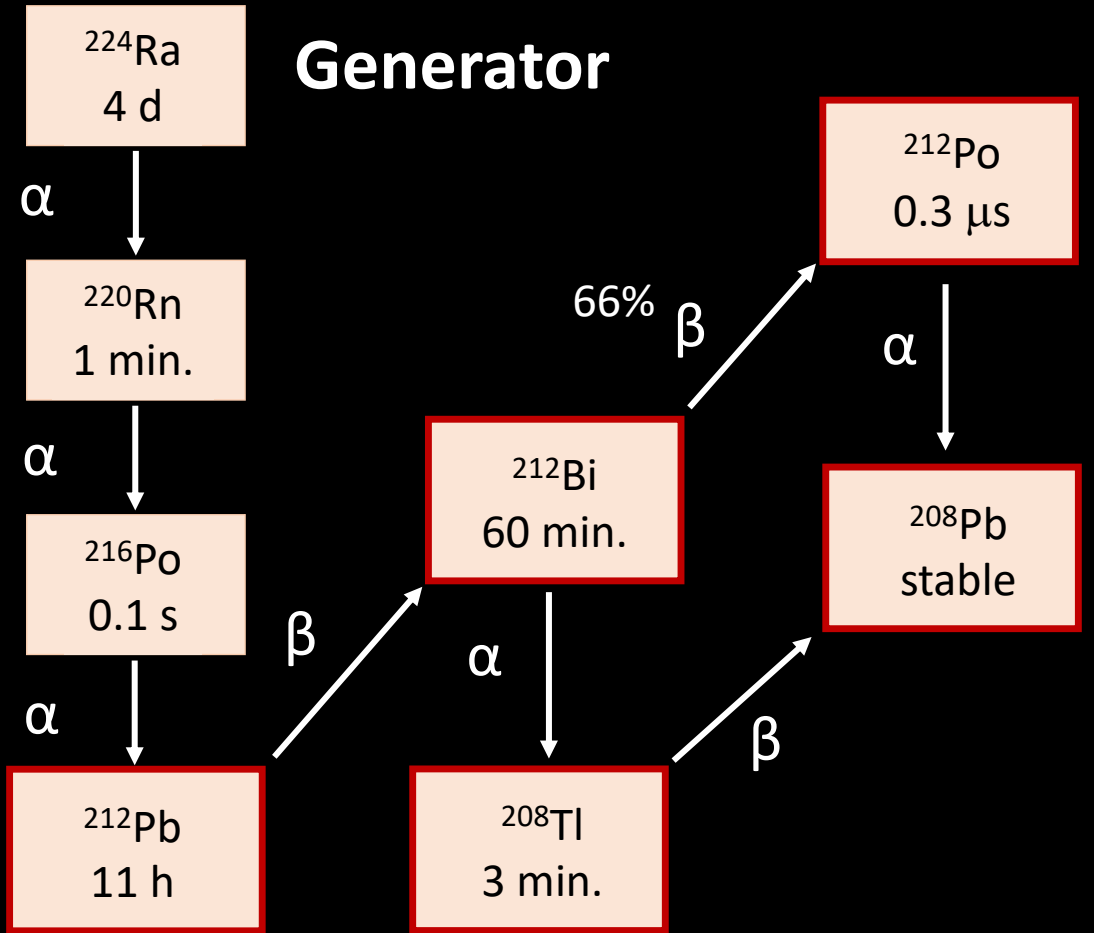 Generator
²²⁴Ra
4 d
α
²²⁰Rn
1 min.
α
²¹⁶Po
0.1 s
α
²¹²Pb
11 h
β
²¹²Bi
60 min.
α
²⁰⁸Tl
3 min.
β
66% β
²¹²Po
0.3 μs
α
²⁰⁸Pb
stable